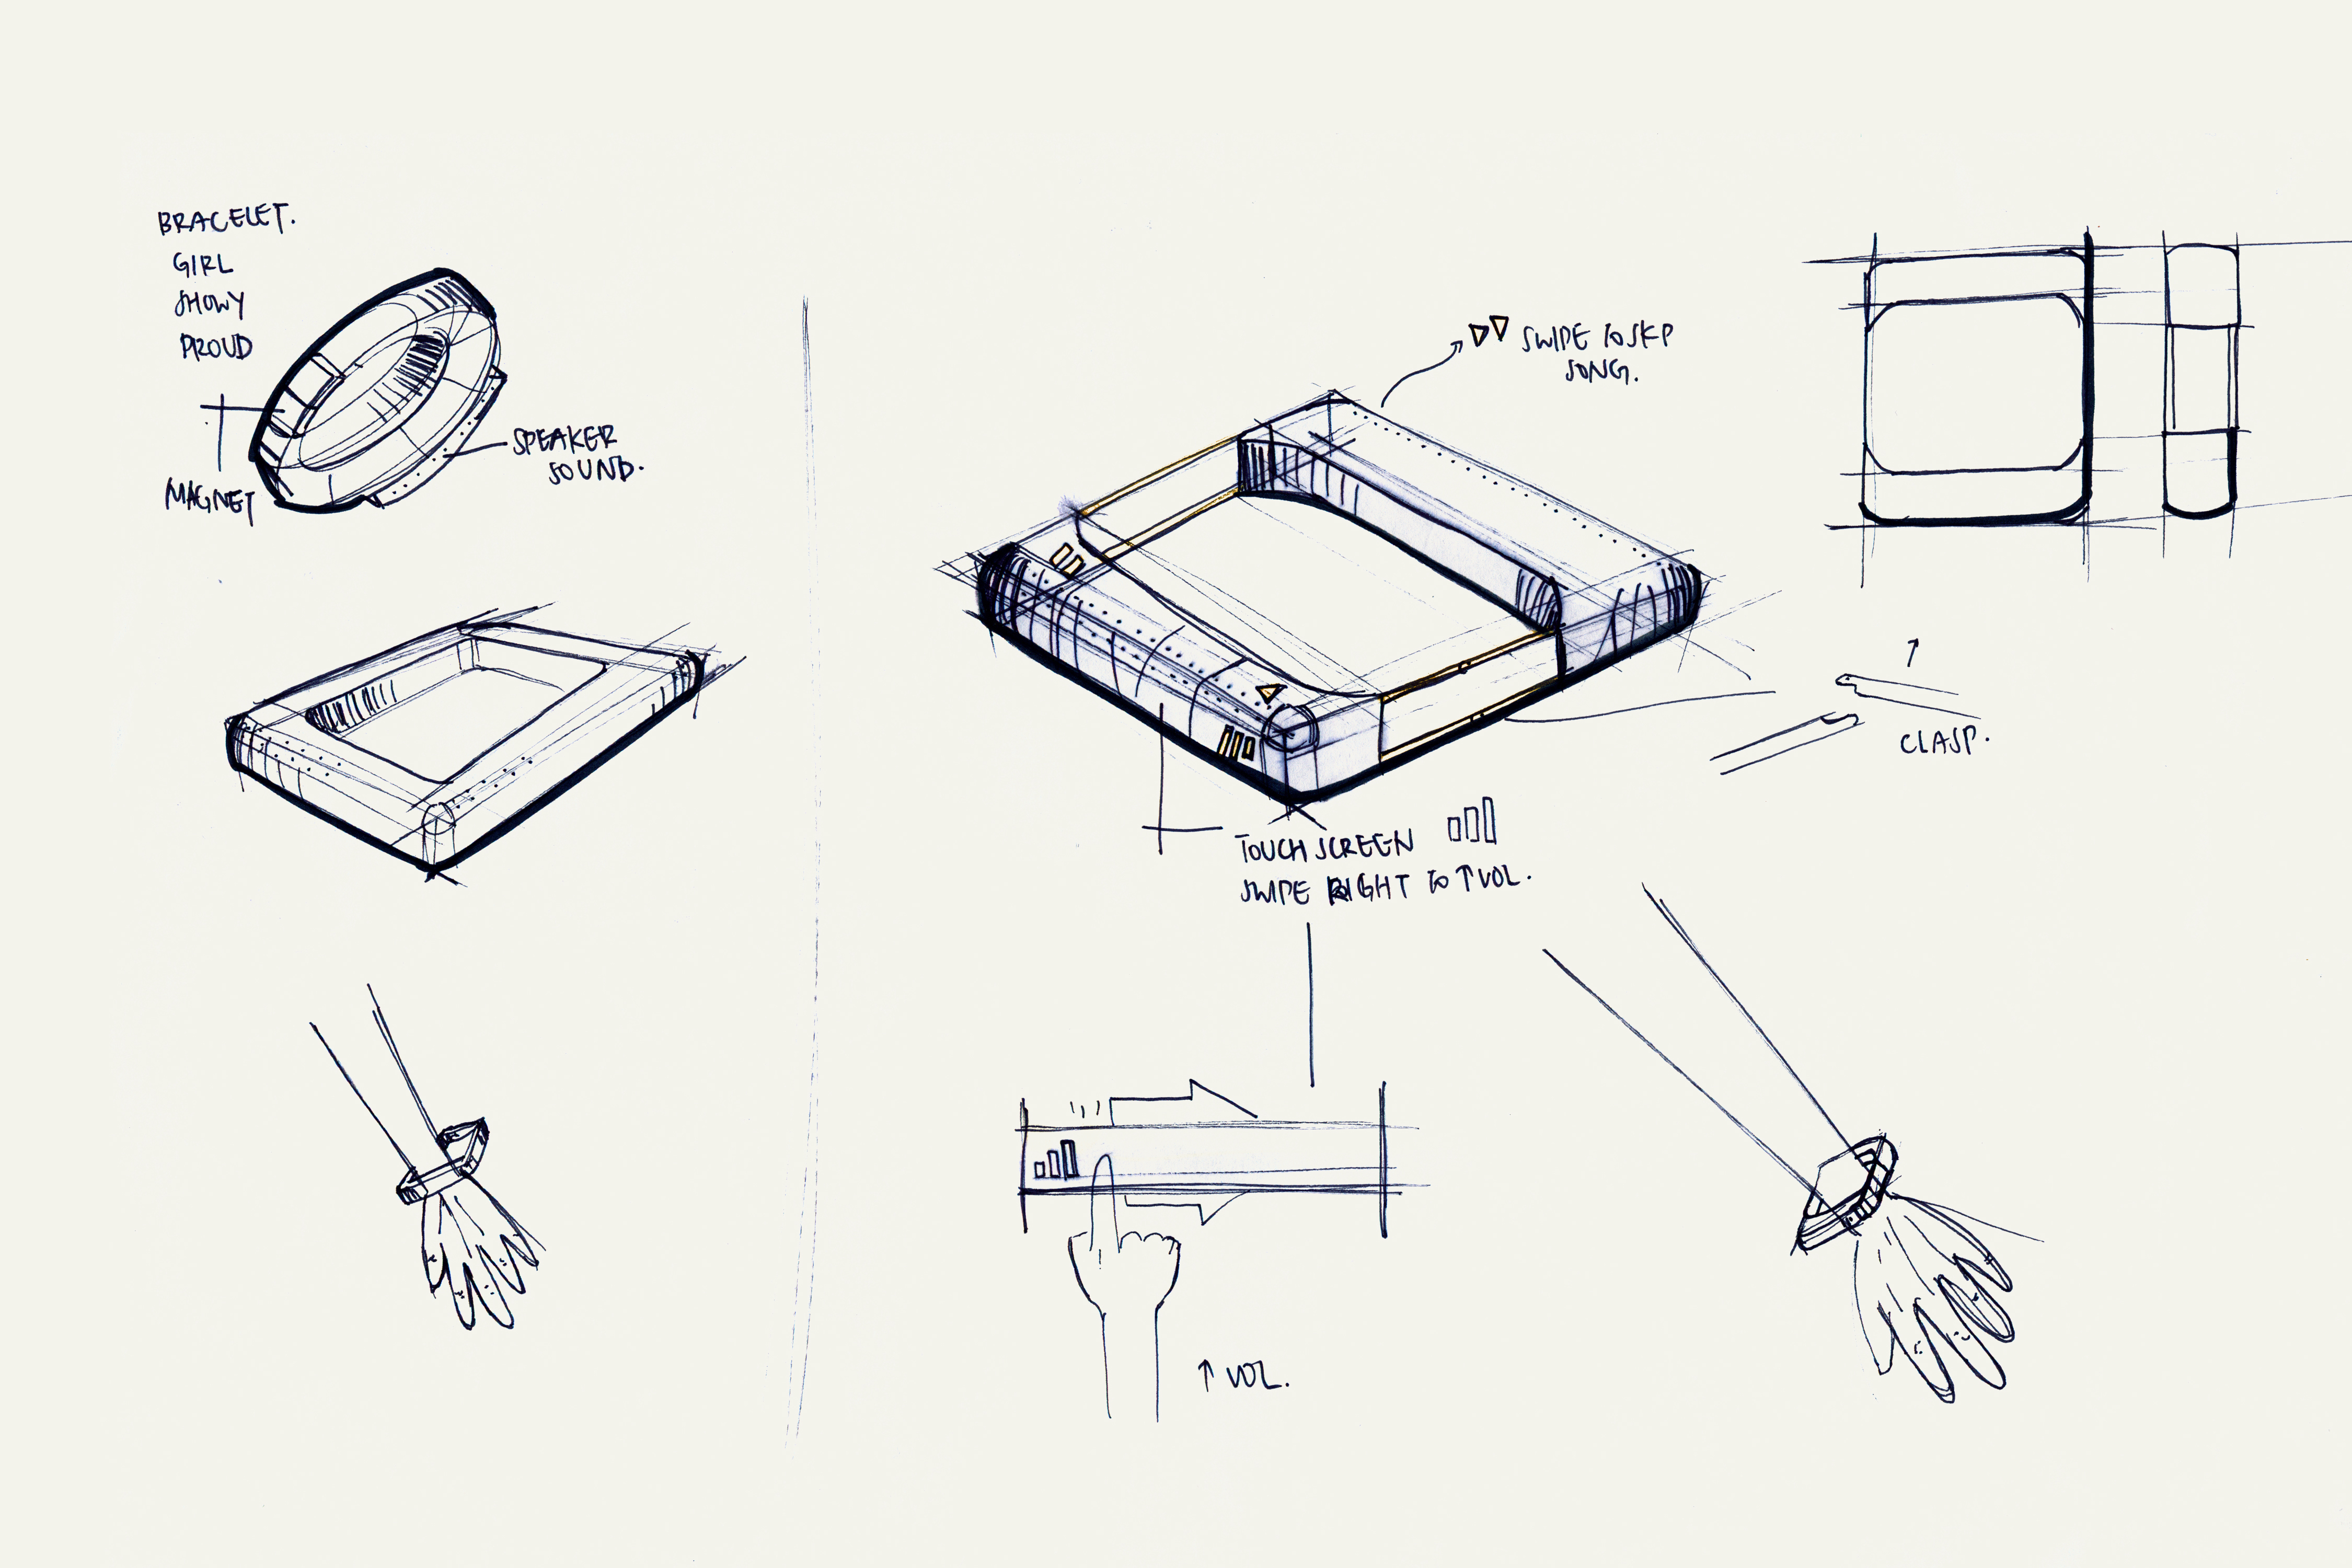 BRACELET.
GIRL
SHOWY
PROUD
MAGNET
SPEAKER
SOUND.
SWIPE TO SKP
SONG.
CLASP.
TOUCH SCREEN
SWIPE RIGHT TO ↑ VOL.
↑ VOL.